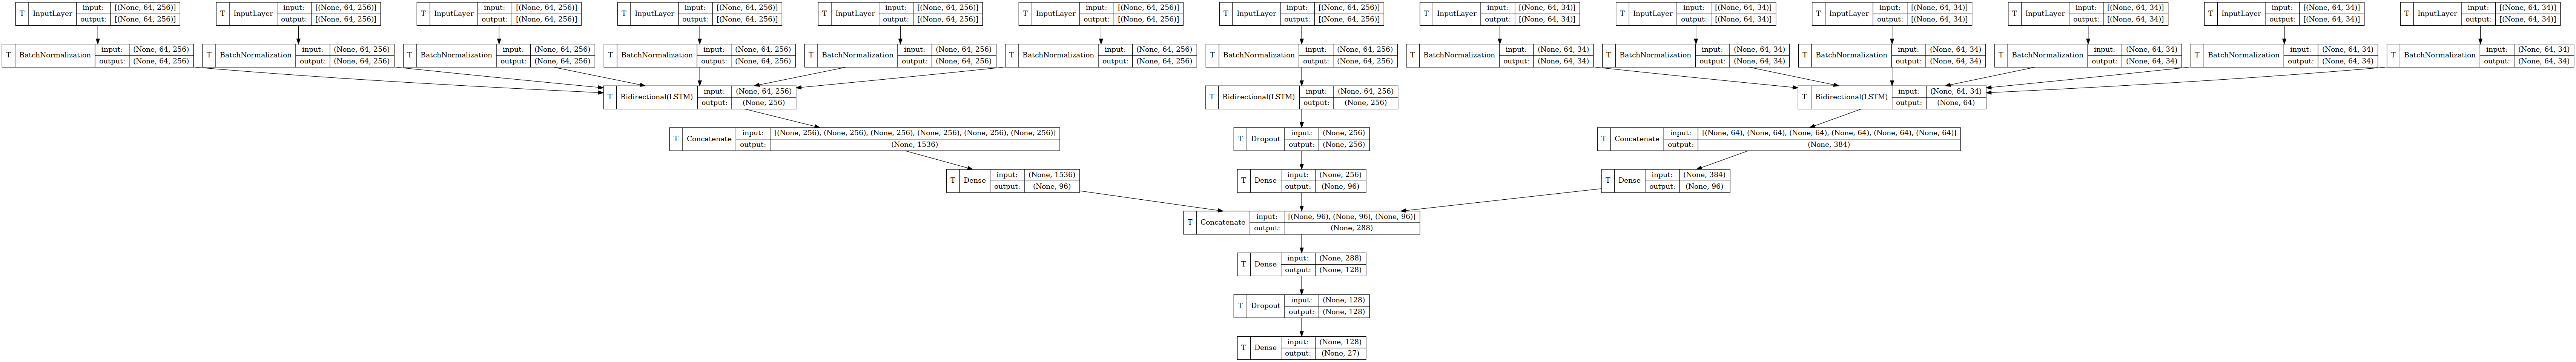 T InputLayer input: [(None, 64, 256)]
output: [(None, 64, 256)]
T InputLayer input: [(None, 64, 256)]
output: [(None, 64, 256)]
T InputLayer input: [(None, 64, 256)]
output: [(None, 64, 256)]
T InputLayer input: [(None, 64, 256)]
output: [(None, 64, 256)]
T InputLayer input: [(None, 64, 256)]
output: [(None, 64, 256)]
T InputLayer input: [(None, 64, 256)]
output: [(None, 64, 256)]
T InputLayer input: [(None, 64, 256)]
output: [(None, 64, 256)]
T InputLayer input: [(None, 64, 34)]
output: [(None, 64, 34)]
T InputLayer input: [(None, 64, 34)]
output: [(None, 64, 34)]
T InputLayer input: [(None, 64, 34)]
output: [(None, 64, 34)]
T InputLayer input: [(None, 64, 34)]
output: [(None, 64, 34)]
T InputLayer input: [(None, 64, 34)]
output: [(None, 64, 34)]
T InputLayer input: [(None, 64, 34)]
output: [(None, 64, 34)]
T BatchNormalization input: (None, 64, 256)
output: (None, 64, 256)
T BatchNormalization input: (None, 64, 256)
output: (None, 64, 256)
T BatchNormalization input: (None, 64, 256)
output: (None, 64, 256)
T BatchNormalization input: (None, 64, 256)
output: (None, 64, 256)
T BatchNormalization input: (None, 64, 256)
output: (None, 64, 256)
T BatchNormalization input: (None, 64, 256)
output: (None, 64, 256)
T BatchNormalization input: (None, 64, 256)
output: (None, 64, 256)
T BatchNormalization input: (None, 64, 34)
output: (None, 64, 34)
T BatchNormalization input: (None, 64, 34)
output: (None, 64, 34)
T BatchNormalization input: (None, 64, 34)
output: (None, 64, 34)
T BatchNormalization input: (None, 64, 34)
output: (None, 64, 34)
T BatchNormalization input: (None, 64, 34)
output: (None, 64, 34)
T BatchNormalization input: (None, 64, 34)
output: (None, 64, 34)
T Bidirectional(LSTM) input: (None, 64, 256)
output: (None, 256)
T Bidirectional(LSTM) input: (None, 64, 256)
output: (None, 256)
T Bidirectional(LSTM) input: (None, 64, 34)
output: (None, 64)
T Concatenate input: [(None, 256), (None, 256), (None, 256), (None, 256), (None, 256), (None, 256)]
output: (None, 1536)
T Dropout input: (None, 256)
output: (None, 256)
T Concatenate input: [(None, 64), (None, 64), (None, 64), (None, 64), (None, 64), (None, 64)]
output: (None, 384)
T Dense input: (None, 1536)
output: (None, 96)
T Dense input: (None, 256)
output: (None, 96)
T Dense input: (None, 384)
output: (None, 96)
T Concatenate input: [(None, 96), (None, 96), (None, 96)]
output: (None, 288)
T Dense input: (None, 288)
output: (None, 128)
T Dropout input: (None, 128)
output: (None, 128)
T Dense input: (None, 128)
output: (None, 27)